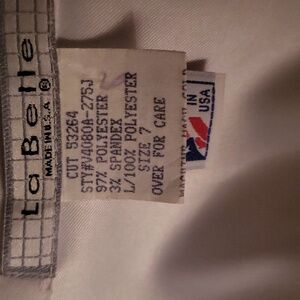 La Belle ®
MADE IN U.S.A.
CUT 53264
STY#V4080A-275J
97% POLYESTER
3% SPANDEX
L/100% POLYESTER
SIZE 7
OVER FOR CARE
IN
USA